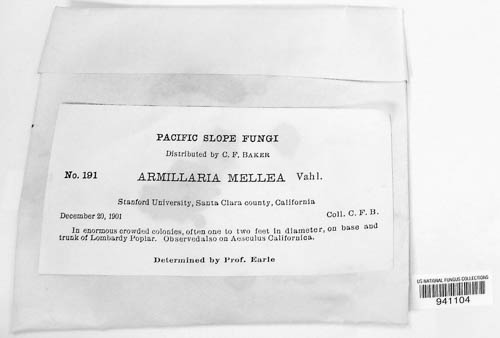 PACIFIC SLOPE FUNGI
Distributed by C. F. BAKER
No. 191 ARMILLARIA MELLEA Vahl.
Stanford University, Santa Clara county, California
December 20, 1901 Coll. C. F. B.
In enormous crowded colonies, often one to two feet in diameter, on base and
trunk of Lombardy Poplar. Observed also on Aesculus Californica.
Determined by Prof. Earle
US NATIONAL FUNGUS COLLECTIONS
941104